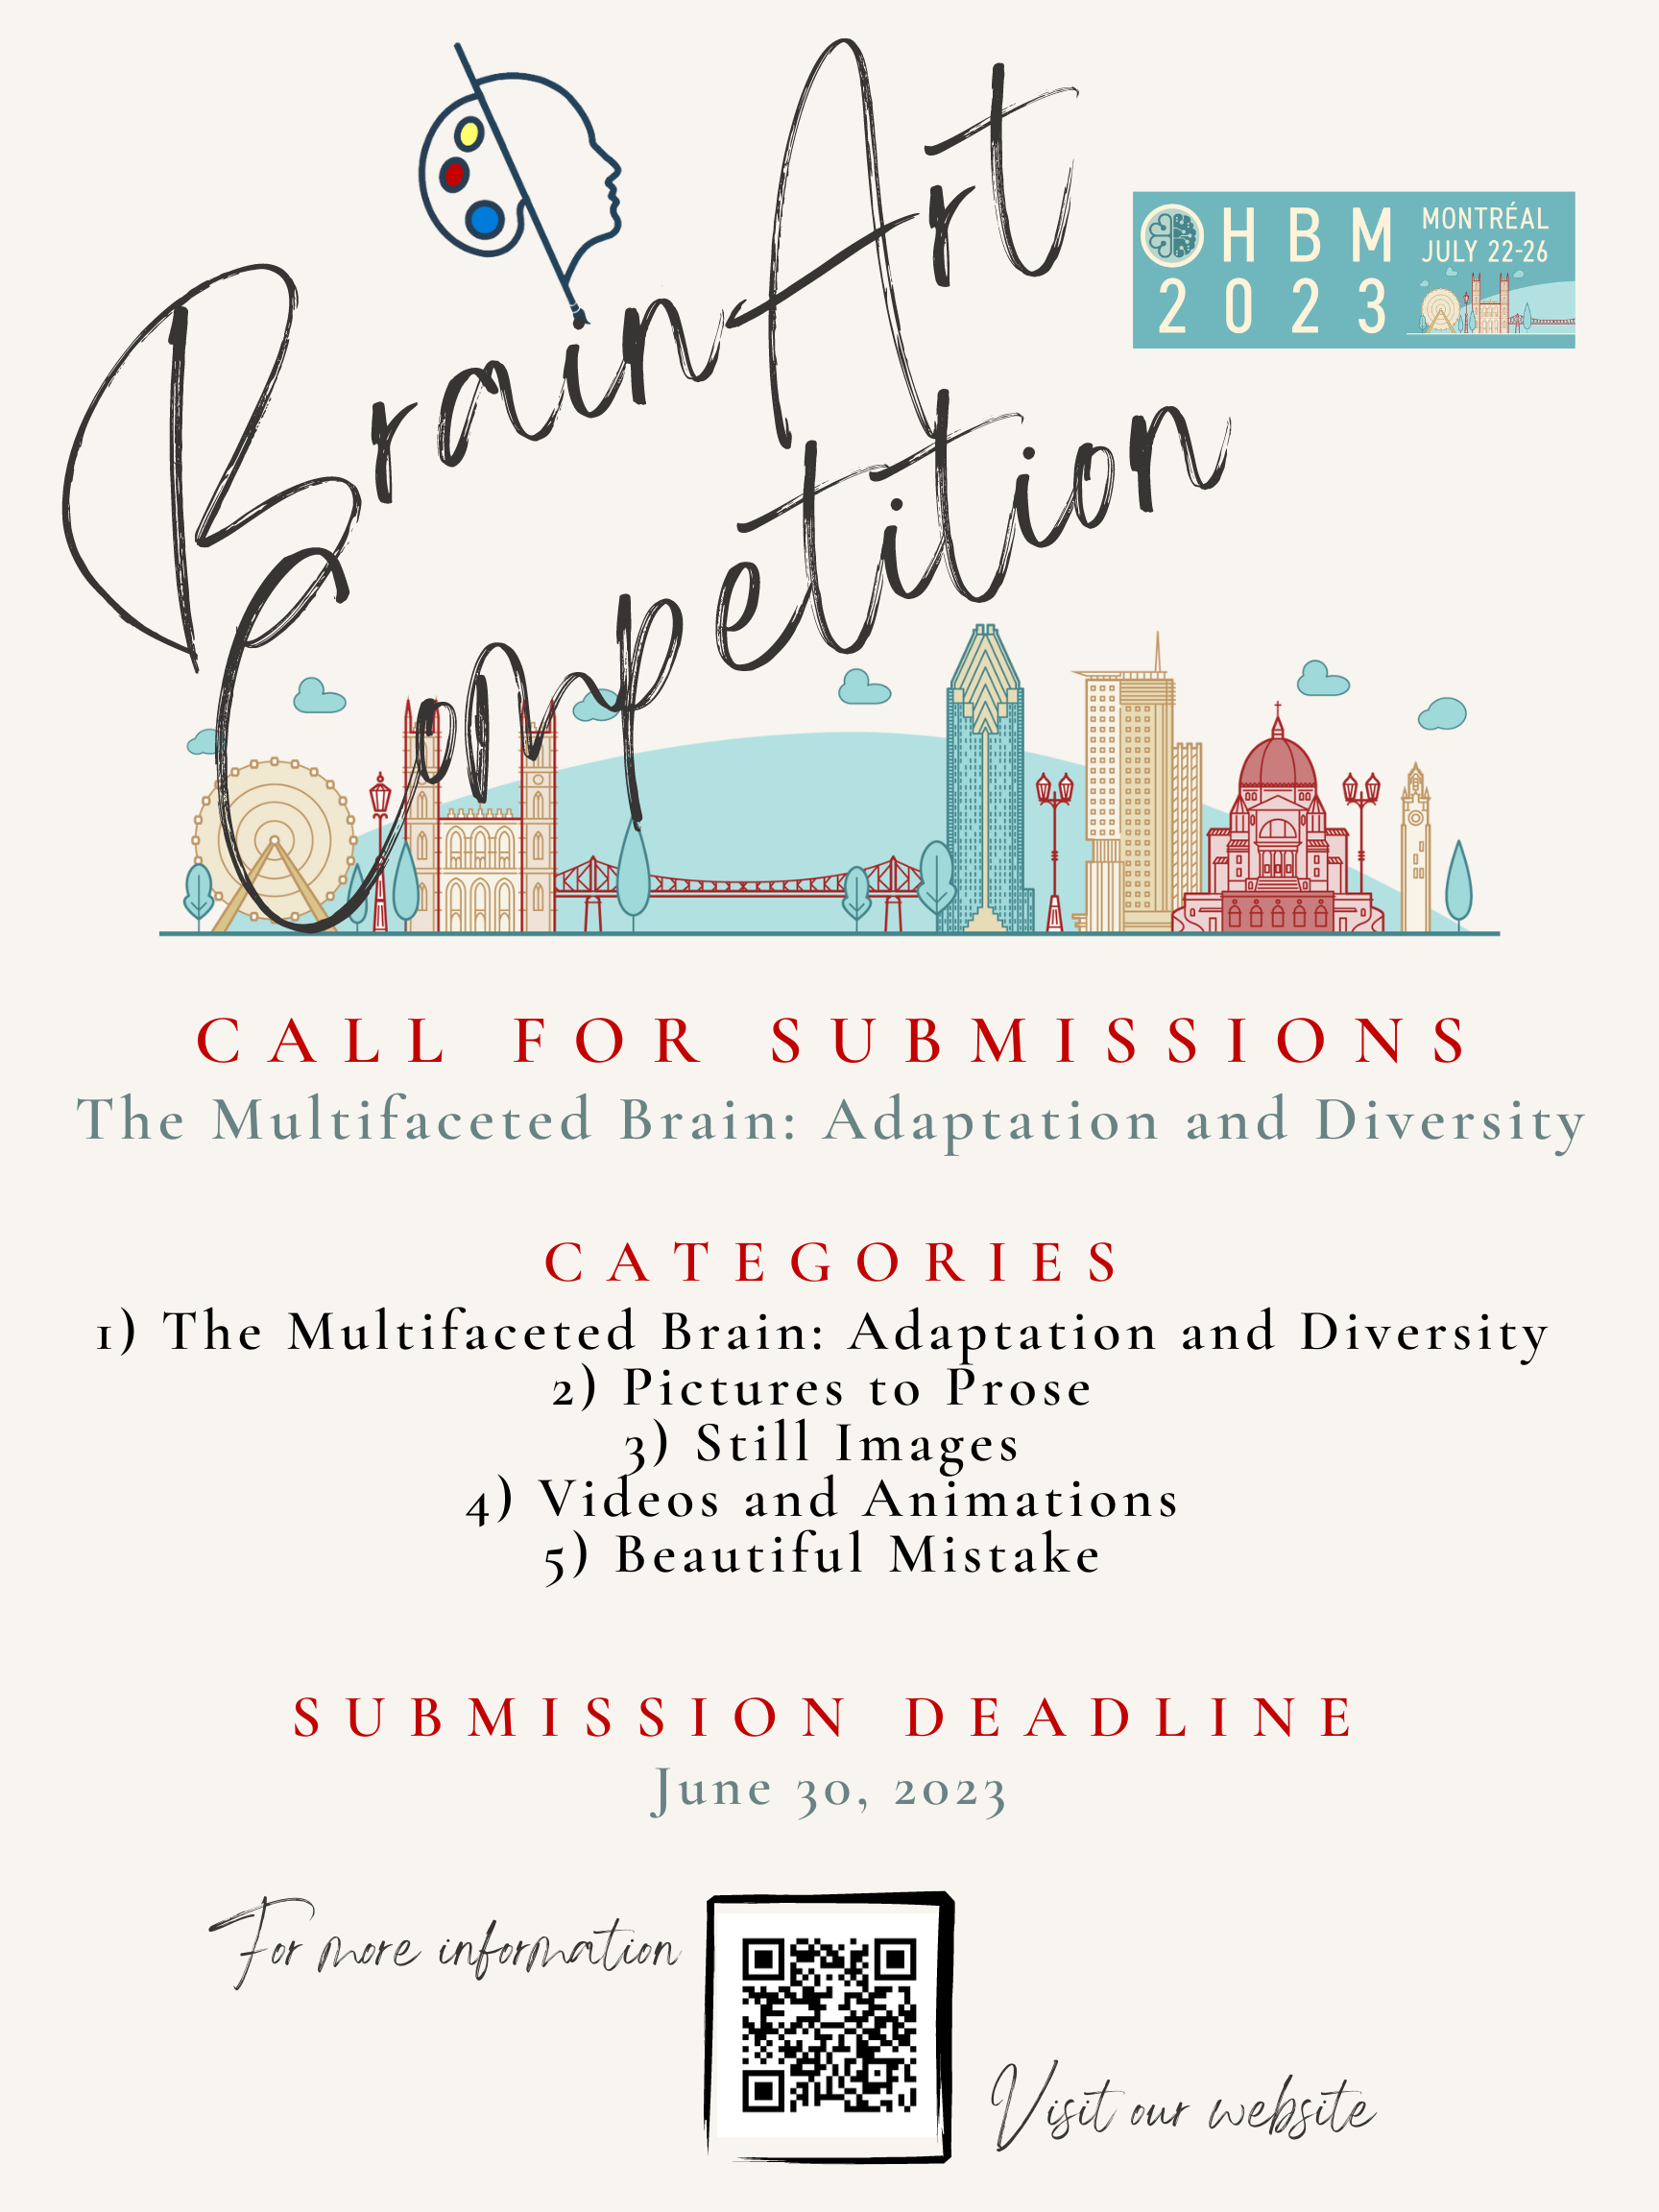 BrainArt
Competition
OHBM
2023
MONTRÉAL
JULY 22-26
CALL FOR SUBMISSIONS
The Multifaceted Brain: Adaptation and Diversity
CATEGORIES
1) The Multifaceted Brain: Adaptation and Diversity
2) Pictures to Prose
3) Still Images
4) Videos and Animations
5) Beautiful Mistake
SUBMISSION DEADLINE
June 30, 2023
For more information
Visit our website